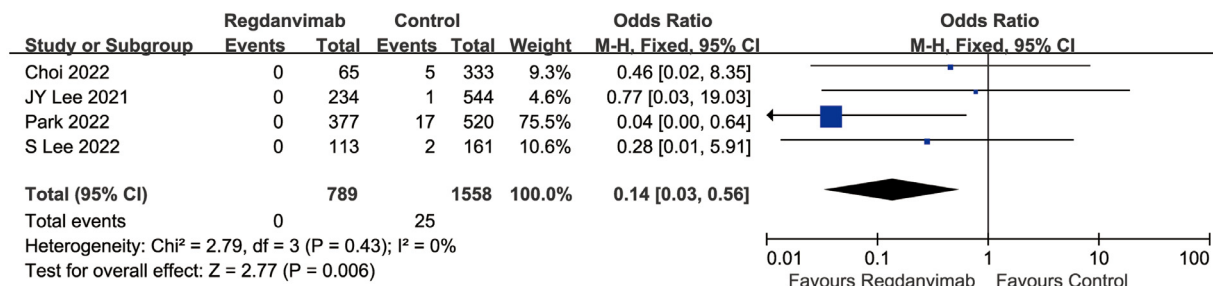 Regdanvimab Control Odds Ratio Odds Ratio
Study or Subgroup Events Total Events Total Weight M-H, Fixed, 95% CI M-H, Fixed, 95% CI
Choi 2022 0 65 5 333 9.3% 0.46 [0.02, 8.35]
JY Lee 2021 0 234 1 544 4.6% 0.77 [0.03, 19.03]
Park 2022 0 377 17 520 75.5% 0.04 [0.00, 0.64]
S Lee 2022 0 113 2 161 10.6% 0.28 [0.01, 5.91]
Total (95% CI) 789 1558 100.0% 0.14 [0.03, 0.56]
Total events 0 25
Heterogeneity: Chi² = 2.79, df = 3 (P = 0.43); I² = 0%
Test for overall effect: Z = 2.77 (P = 0.006)
0.01 0.1 1 10 100
Favours Regdanvimab Favours Control